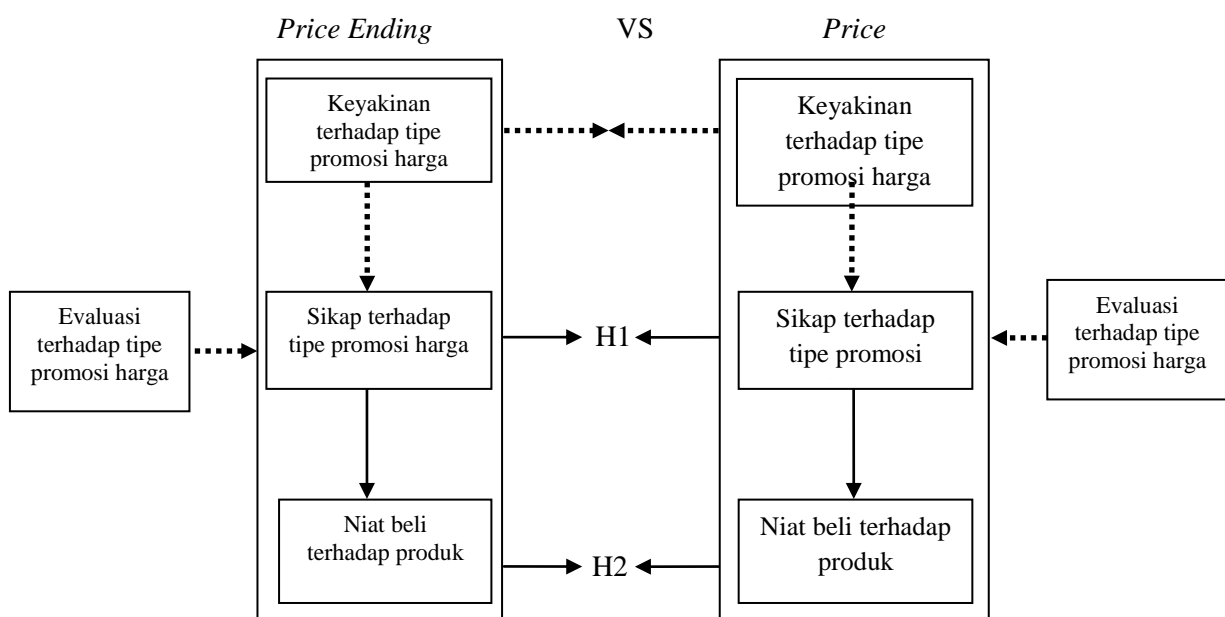 Price Ending VS Price
Keyakinan
terhadap tipe
promosi harga
Keyakinan
terhadap tipe
promosi harga
Evaluasi
terhadap tipe
promosi harga
Sikap terhadap
tipe promosi harga
H1
Sikap terhadap
tipe promosi
Evaluasi
terhadap tipe
promosi harga
Niat beli
terhadap produk
H2
Niat beli terhadap
produk